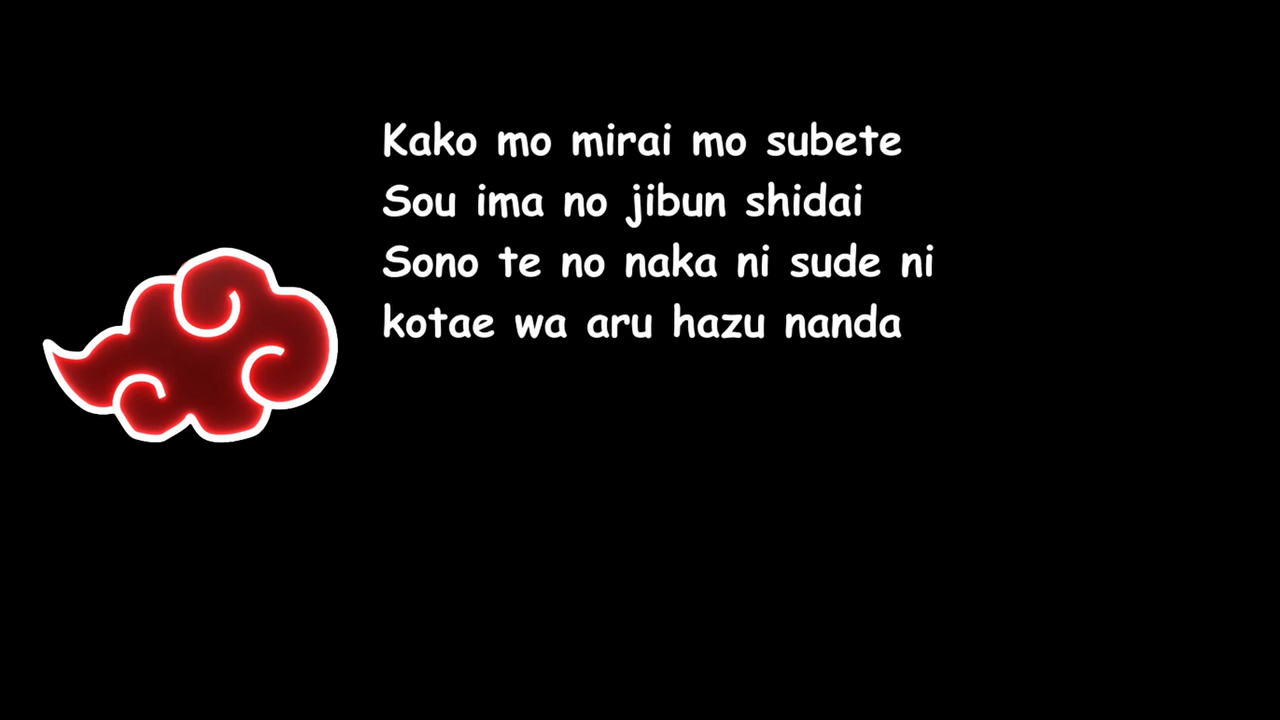 Kako mo mirai mo subete
Sou ima no jibun shidai
Sono te no naka ni sude ni
kotae wa aru hazu nanda